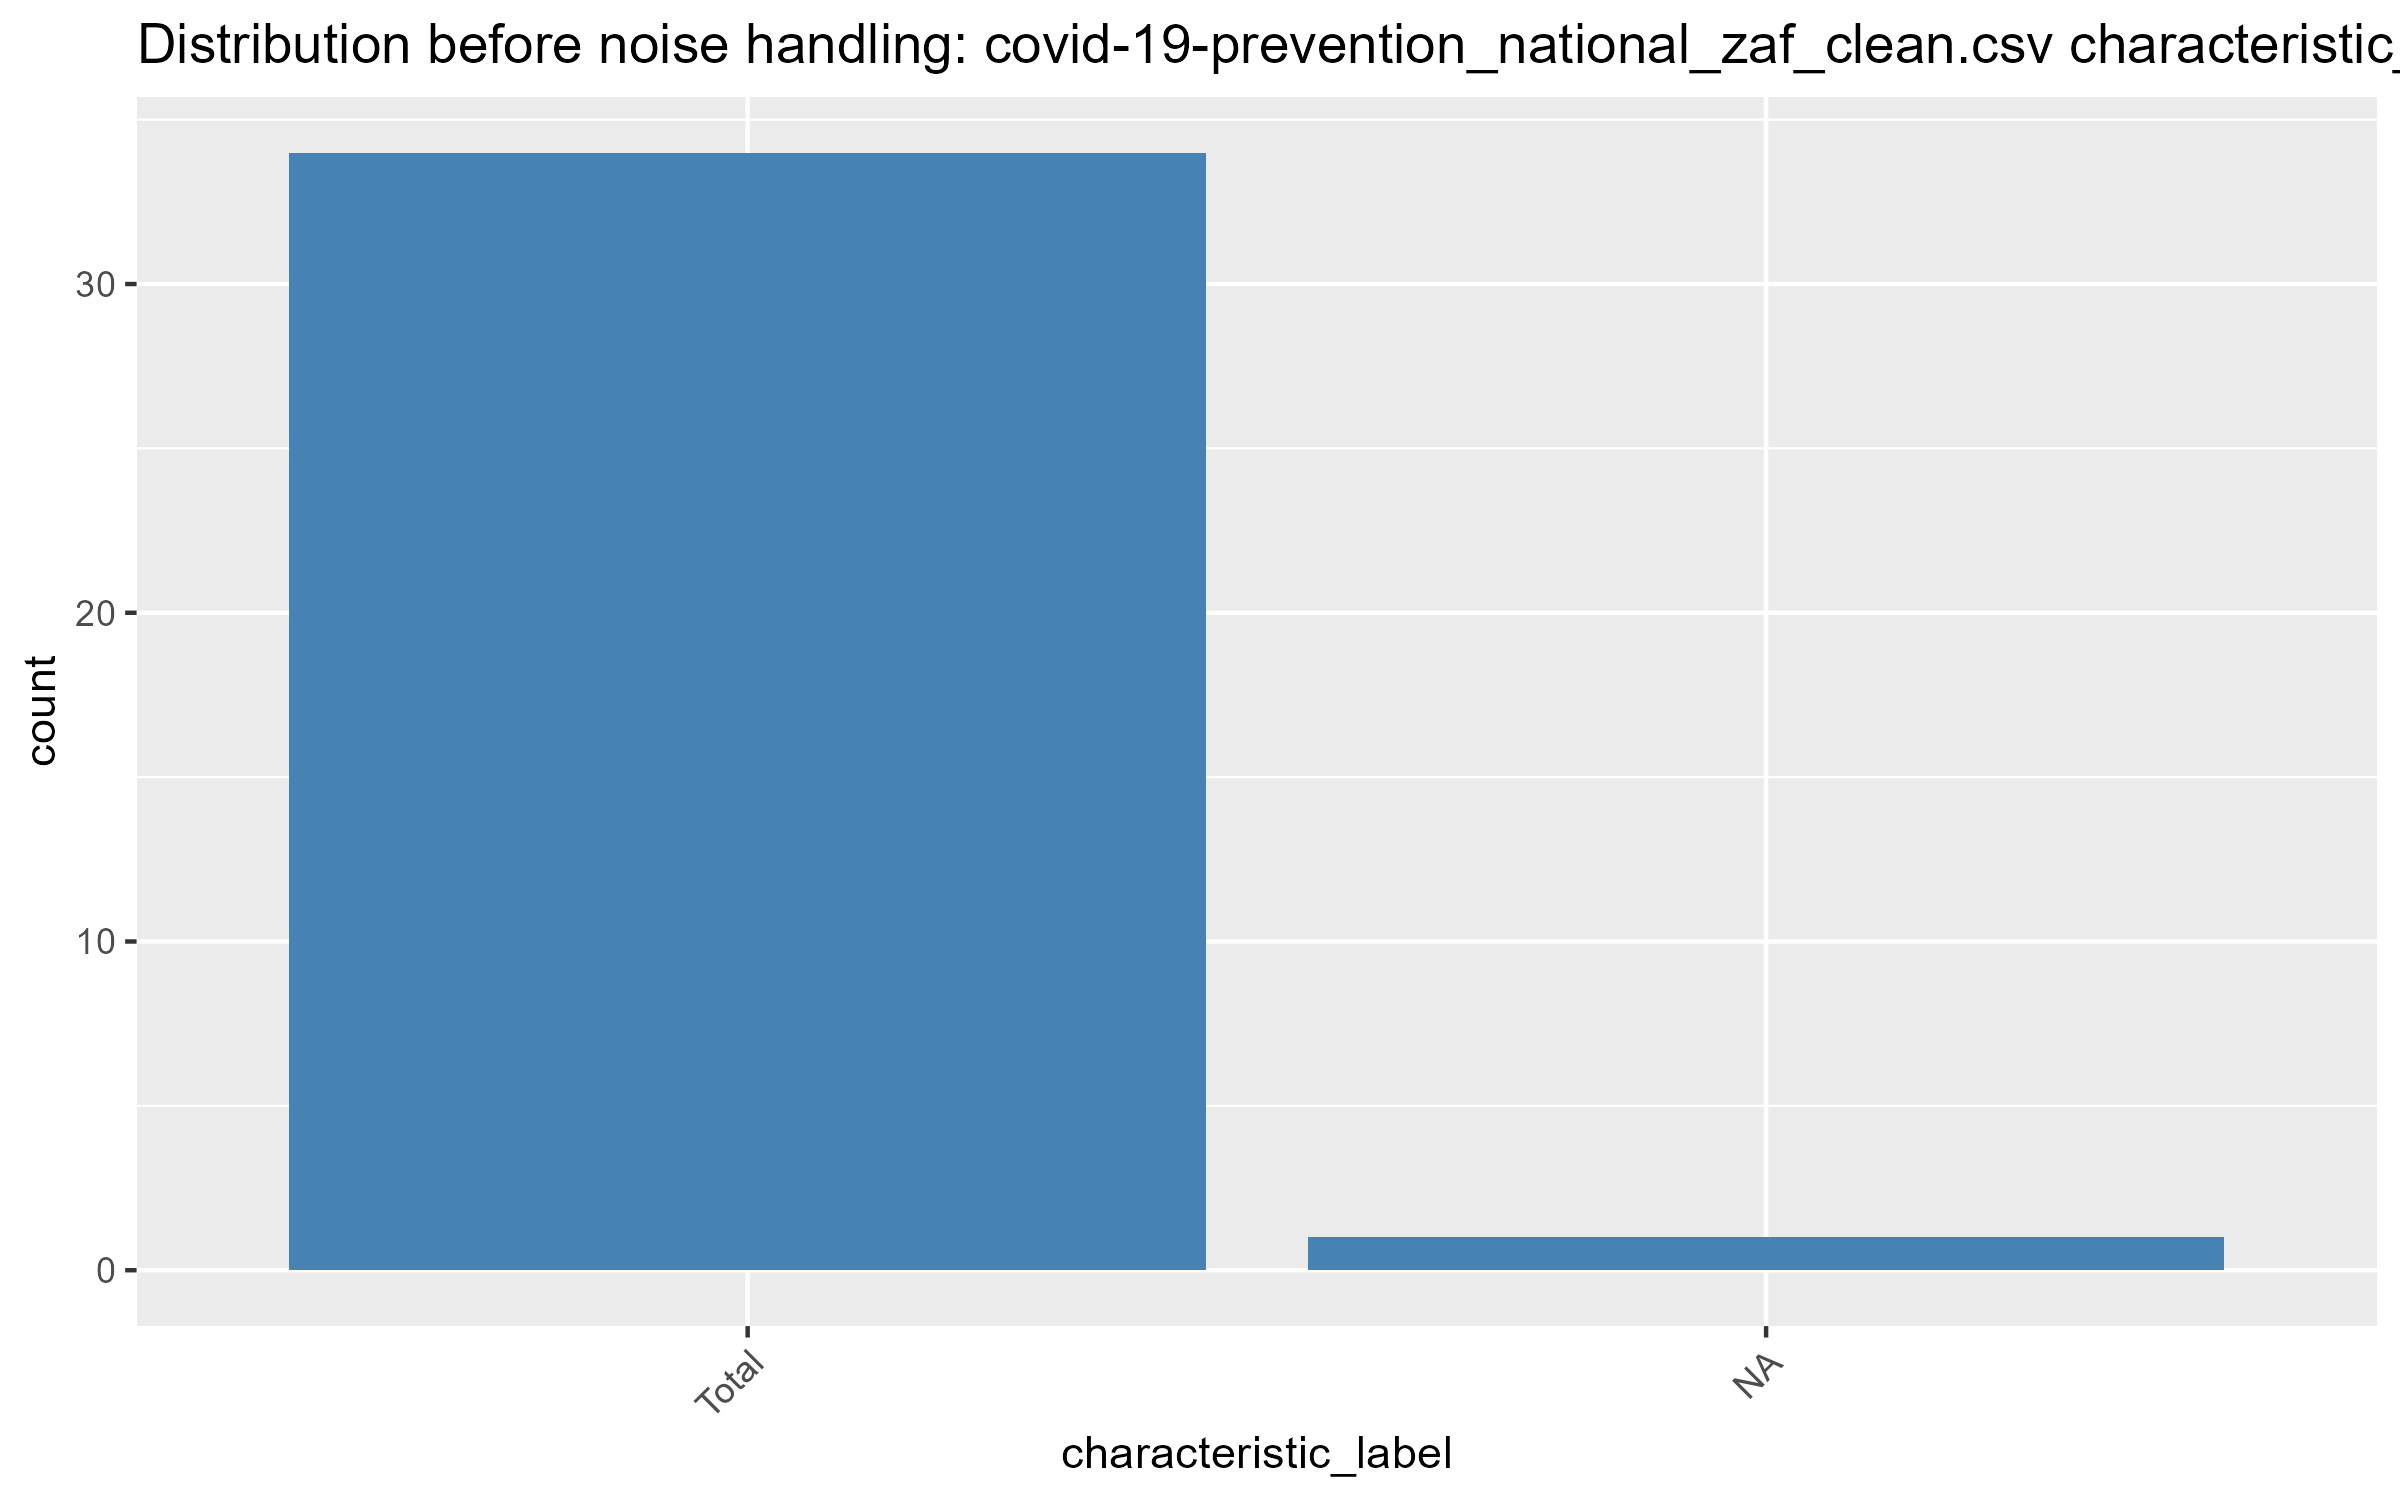 Distribution before noise handling: covid-19-prevention_national_zaf_clean.csv characteristic_
30
20
10
0
count
Total
NA
characteristic_label